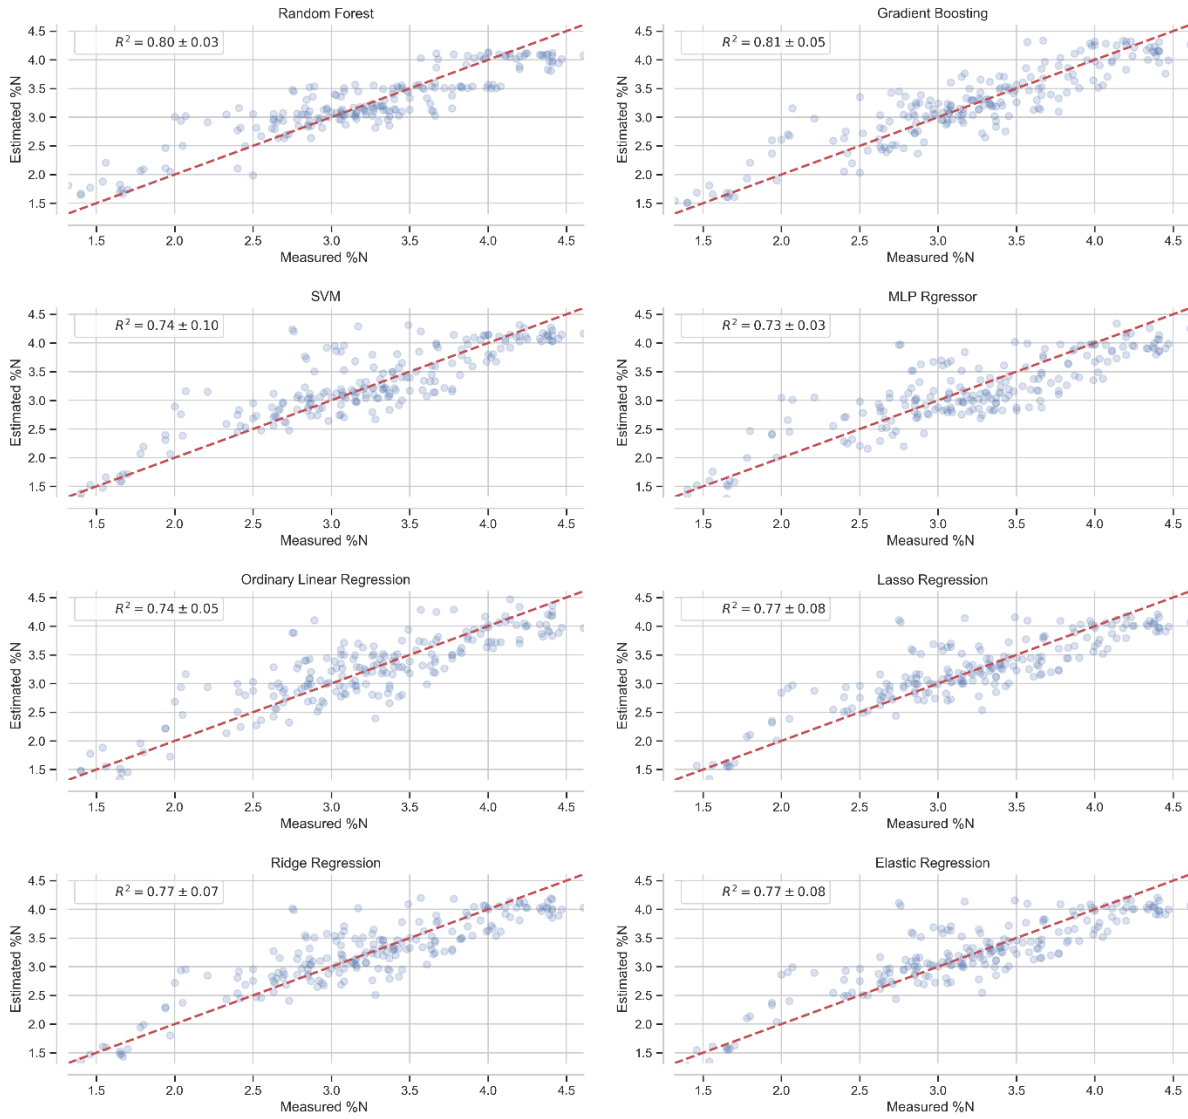 Random Forest
R² = 0.80 ± 0.03
Estimated %N
4.5
4.0
3.5
3.0
2.5
2.0
1.5
1.5 2.0 2.5 3.0 3.5 4.0 4.5
Measured %N
Gradient Boosting
R² = 0.81 ± 0.05
Estimated %N
4.5
4.0
3.5
3.0
2.5
2.0
1.5
1.5 2.0 2.5 3.0 3.5 4.0 4.5
Measured %N
SVM
R² = 0.74 ± 0.10
Estimated %N
4.5
4.0
3.5
3.0
2.5
2.0
1.5
1.5 2.0 2.5 3.0 3.5 4.0 4.5
Measured %N
MLP Rgressor
R² = 0.73 ± 0.03
Estimated %N
4.5
4.0
3.5
3.0
2.5
2.0
1.5
1.5 2.0 2.5 3.0 3.5 4.0 4.5
Measured %N
Ordinary Linear Regression
R² = 0.74 ± 0.05
Estimated %N
4.5
4.0
3.5
3.0
2.5
2.0
1.5
1.5 2.0 2.5 3.0 3.5 4.0 4.5
Measured %N
Lasso Regression
R² = 0.77 ± 0.08
Estimated %N
4.5
4.0
3.5
3.0
2.5
2.0
1.5
1.5 2.0 2.5 3.0 3.5 4.0 4.5
Measured %N
Ridge Regression
R² = 0.77 ± 0.07
Estimated %N
4.5
4.0
3.5
3.0
2.5
2.0
1.5
1.5 2.0 2.5 3.0 3.5 4.0 4.5
Measured %N
Elastic Regression
R² = 0.77 ± 0.08
Estimated %N
4.5
4.0
3.5
3.0
2.5
2.0
1.5
1.5 2.0 2.5 3.0 3.5 4.0 4.5
Measured %N